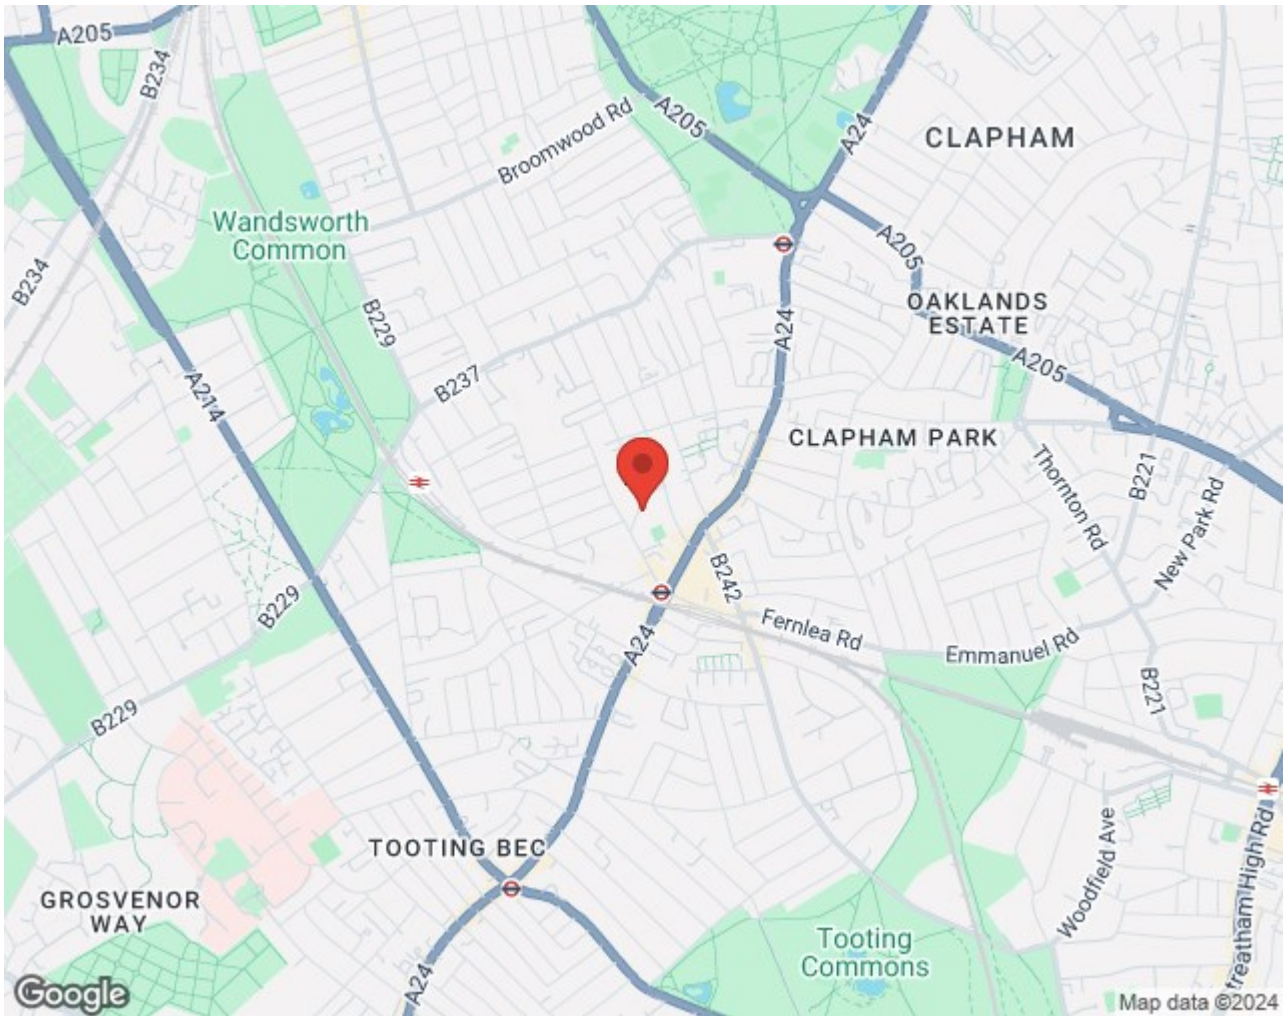 A205
B234
A205
Broomwood Rd
A24
CLAPHAM
Wandsworth
Common
A205
B234
B229
OAKLANDS
ESTATE
A24
A205
B237
A214
CLAPHAM PARK
Thornton Rd
B221
New Park Rd
B242
B229
Fernlea Rd
Emmanuel Rd
A24
B221
B229
TOOTING BEC
Woodfield Ave
treatham High Rd
GROSVENOR
WAY
Tooting
Commons
A24
Google
Map data ©2024